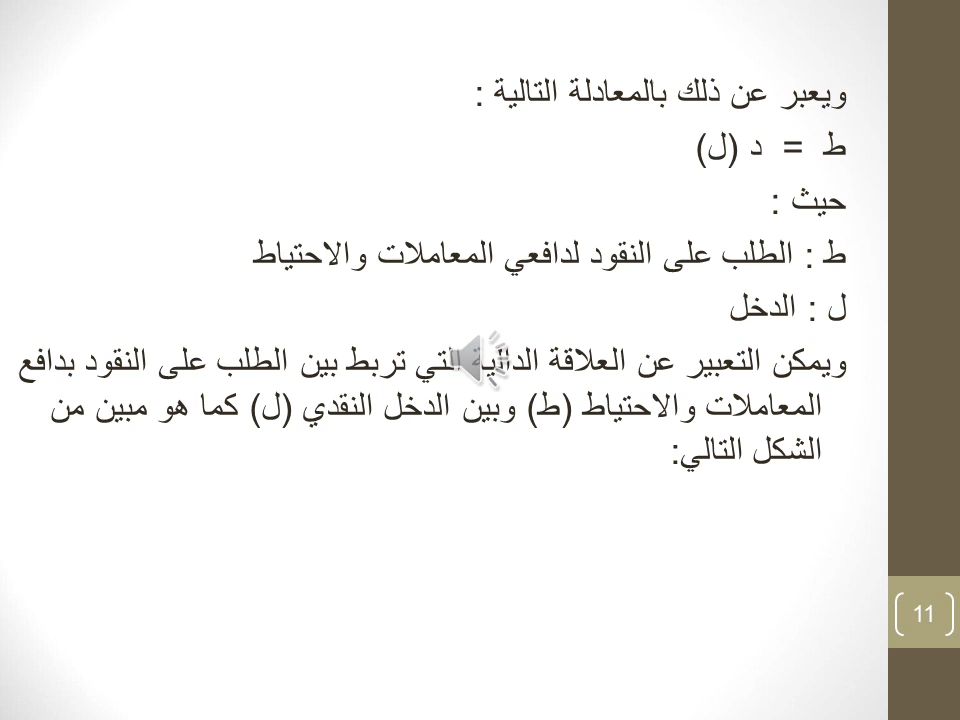 ويعبر عن ذلك بالمعادلة التالية :
ط = د (ل)
حيث :
ط : الطلب على النقود لدافعي المعاملات والاحتياط
ل : الدخل
ويمكن التعبير عن العلاقة الدالية التي تربط بين الطلب على النقود بدافع
المعاملات والاحتياط (ط) وبين الدخل النقدي (ل) كما هو مبين من
الشكل التالي:
11